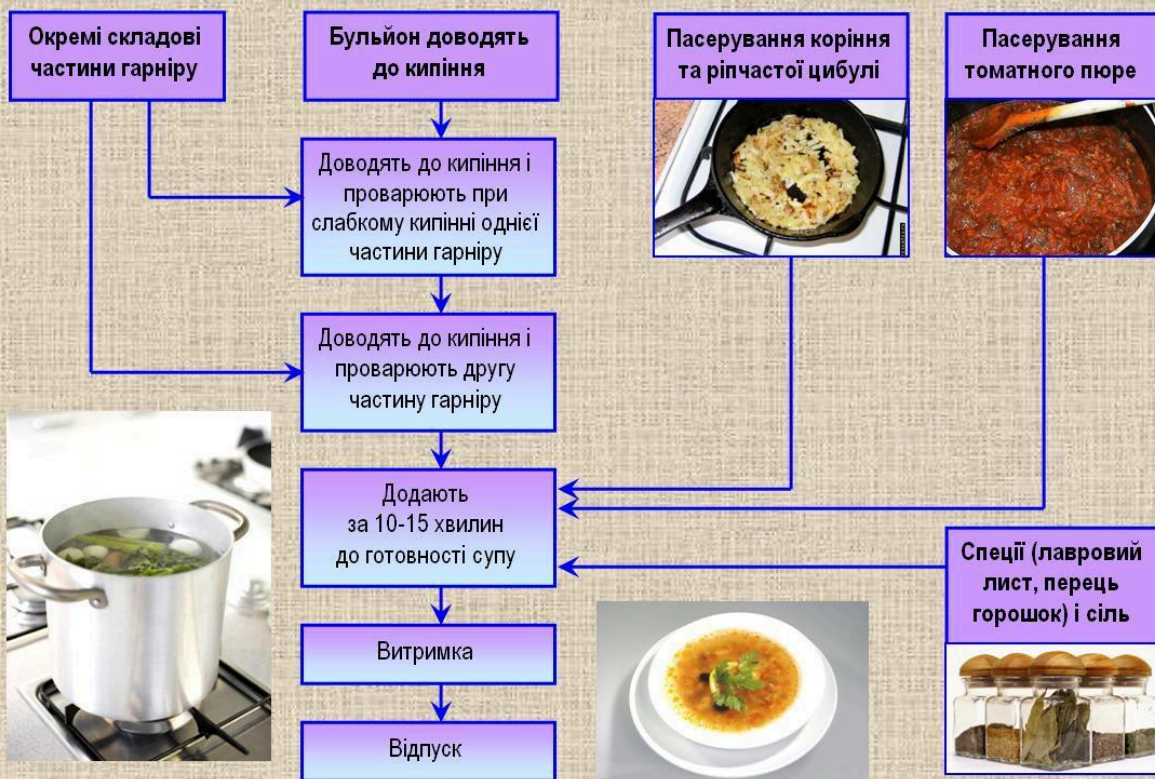 Окремі складові
частини гарніру
Бульйон доводять
до кипіння
Пасерування коріння
та ріпчастої цибулі
Пасерування
томатного пюре
Доводять до кипіння і
проварюють при
слабкому кипінні однієї
частини гарніру
Доводять до кипіння і
проварюють другу
частину гарніру
Додають
за 10-15 хвилин
до готовності супу
Спеції (лавровий
лист, перець
горошок) і сіль
Витримка
Відпуск